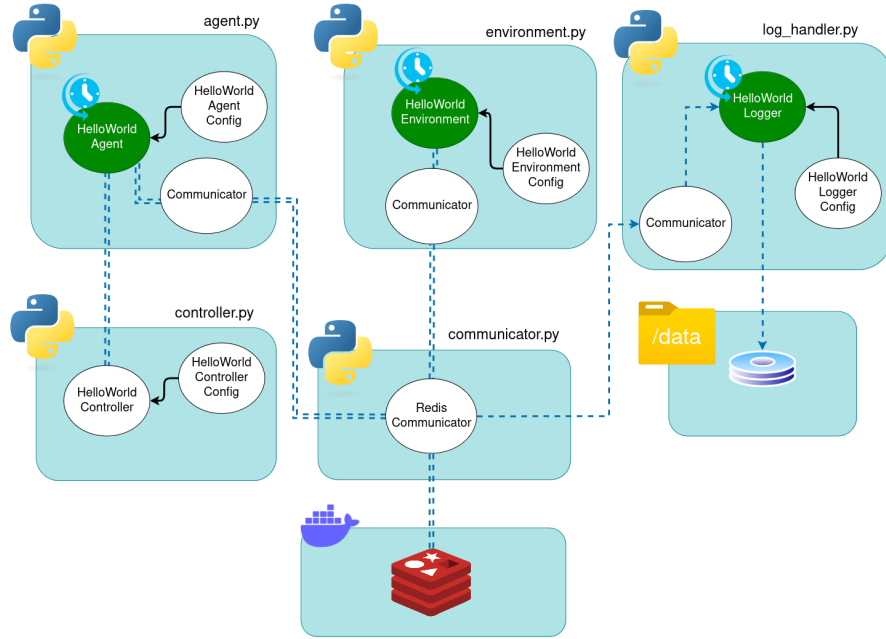 agent.py
HelloWorld
Agent
HelloWorld
Agent
Config
Communicator
environment.py
HelloWorld
Environment
HelloWorld
Environment
Config
Communicator
log_handler.py
HelloWorld
Logger
HelloWorld
Logger
Config
Communicator
controller.py
HelloWorld
Controller
HelloWorld
Controller
Config
communicator.py
Redis
Communicator
/data